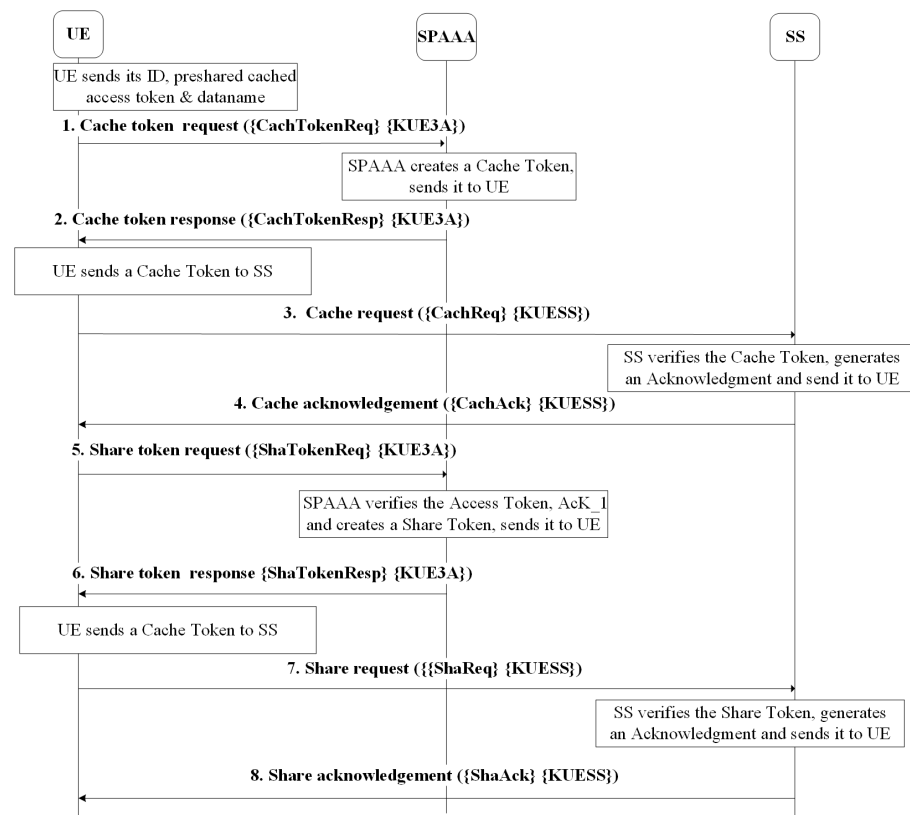 UE
SPAAA
SS
UE sends its ID, preshared cached
access token & dataname
1. Cache token request ({CachTokenReq} {KUE3A})
SPAAA creates a Cache Token,
sends it to UE
2. Cache token response ({CachTokenResp} {KUE3A})
UE sends a Cache Token to SS
3. Cache request ({CachReq} {KUESS})
SS verifies the Cache Token, generates
an Acknowledgment and send it to UE
4. Cache acknowledgement ({CachAck} {KUESS})
5. Share token request ({ShaTokenReq} {KUE3A})
SPAAA verifies the Access Token, AcK_1
and creates a Share Token, sends it to UE
6. Share token response {ShaTokenResp} {KUE3A})
UE sends a Cache Token to SS
7. Share request ({{ShaReq} {KUESS})
SS verifies the Share Token, generates
an Acknowledgment and sends it to UE
8. Share acknowledgement ({ShaAck} {KUESS})